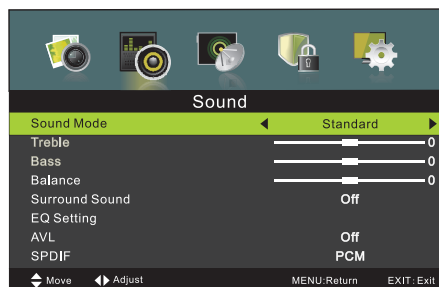 Sound
Sound Mode Standard
Treble 0
Bass 0
Balance 0
Surround Sound Off
EQ Setting
AVL Off
SPDIF PCM
Move Adjust MENU:Return EXIT:Exit